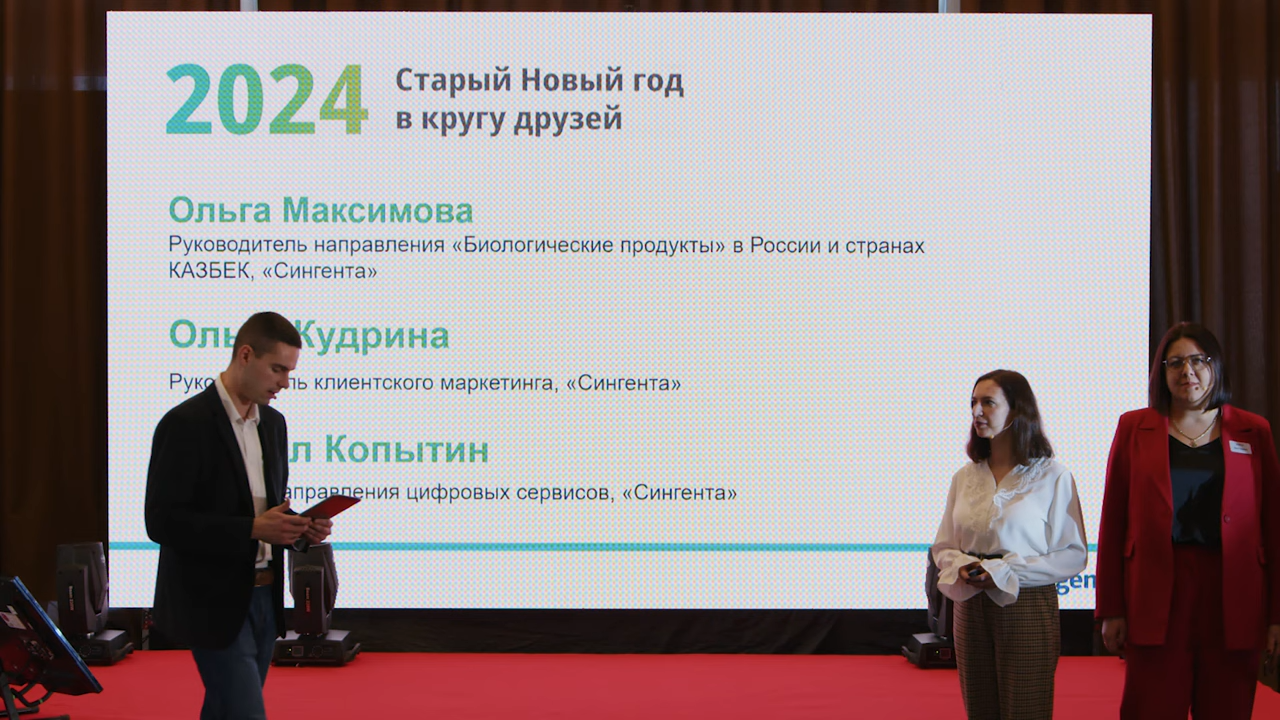 2024
Старый Новый год
в кругу друзей
Ольга Максимова
Руководитель направления «Биологические продукты» в России и странах
КАЗБЕК, «Сингента»
Кудрина
клиентского маркетинга, «Сингента»
Копытин
цифровых сервисов, «Сингента»